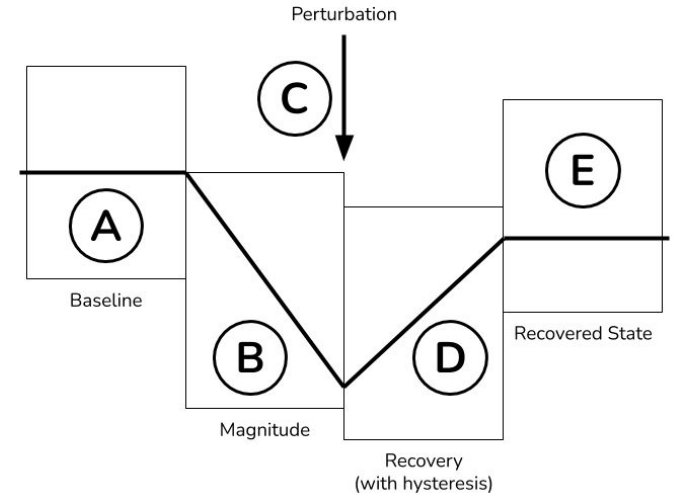 Perturbation
C
E
A
Baseline
Recovered State
B
D
Magnitude
Recovery
(with hysteresis)